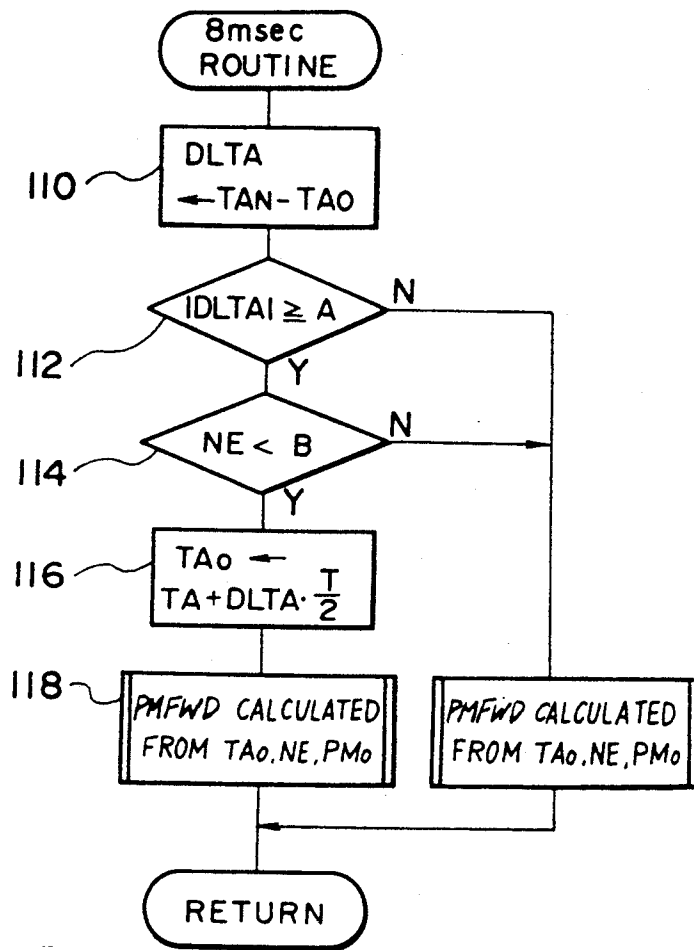 8msec
ROUTINE
110
DLTA
←TAN-TAO
112
|DLTA| ≧ A
N
Y
114
NE < B
N
Y
116
TAo ←
TA+DLTA·T/2
118
PMFWD CALCULATED
FROM TAo,NE,PMo
PMFWD CALCULATED
FROM TAo,NE,PMo
RETURN